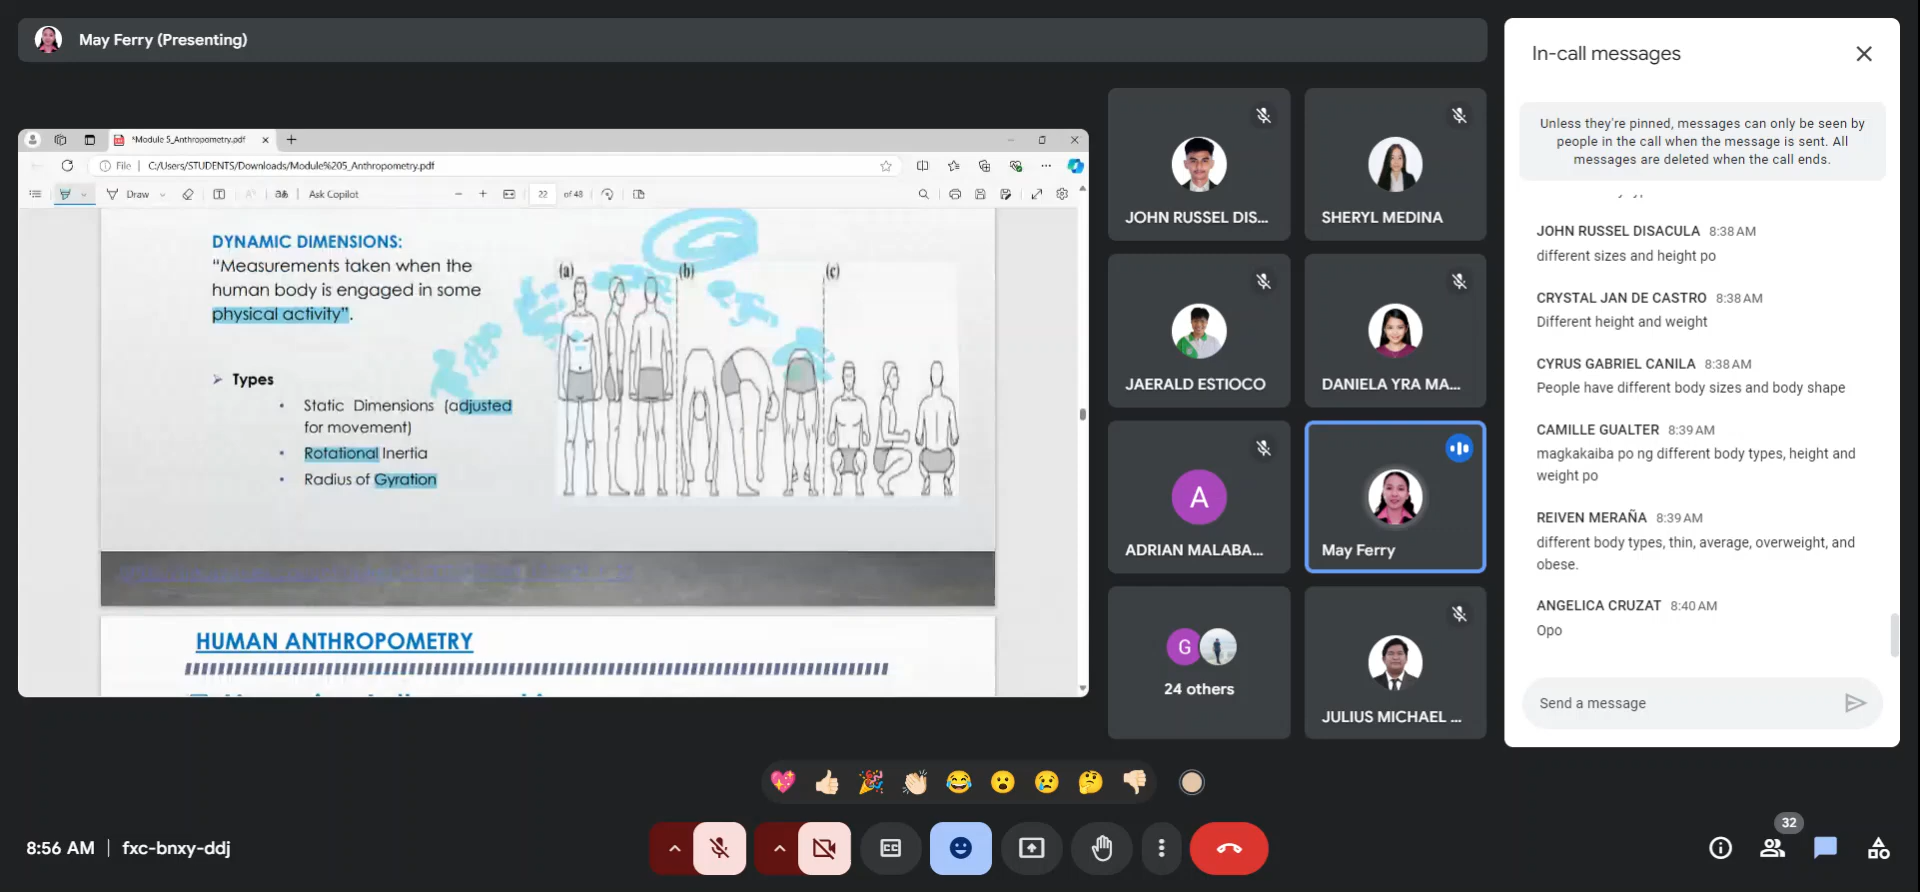 May Ferry (Presenting)
*Module 5_Anthropometry.pdf
File
C:/Users/STUDENTS/Downloads/Module%205_Anthropometry.pdf
Draw
Ask Copilot
22 of 48
DYNAMIC DIMENSIONS:
“Measurements taken when the
human body is engaged in some
physical activity”.
Types
Static Dimensions (adjusted
for movement)
Rotational Inertia
Radius of Gyration
(a) (b) (c)
HUMAN ANTHROPOMETRY
JOHN RUSSEL DIS...
SHERYL MEDINA
JAERALD ESTIOCO
DANIELA YRA MA...
A
ADRIAN MALABA...
May Ferry
G
24 others
JULIUS MICHAEL ...
In-call messages
Unless they're pinned, messages can only be seen by
people in the call when the message is sent. All
messages are deleted when the call ends.
JOHN RUSSEL DISACULA 8:38 AM
different sizes and height po
CRYSTAL JAN DE CASTRO 8:38 AM
Different height and weight
CYRUS GABRIEL CANILA 8:38 AM
People have different body sizes and body shape
CAMILLE GUALTER 8:39 AM
magkakaiba po ng different body types, height and
weight po
REIVEN MERAÑA 8:39 AM
different body types, thin, average, overweight, and
obese.
ANGELICA CRUZAT 8:40 AM
Opo
Send a message
8:56 AM | fxc-bnxy-ddj
32